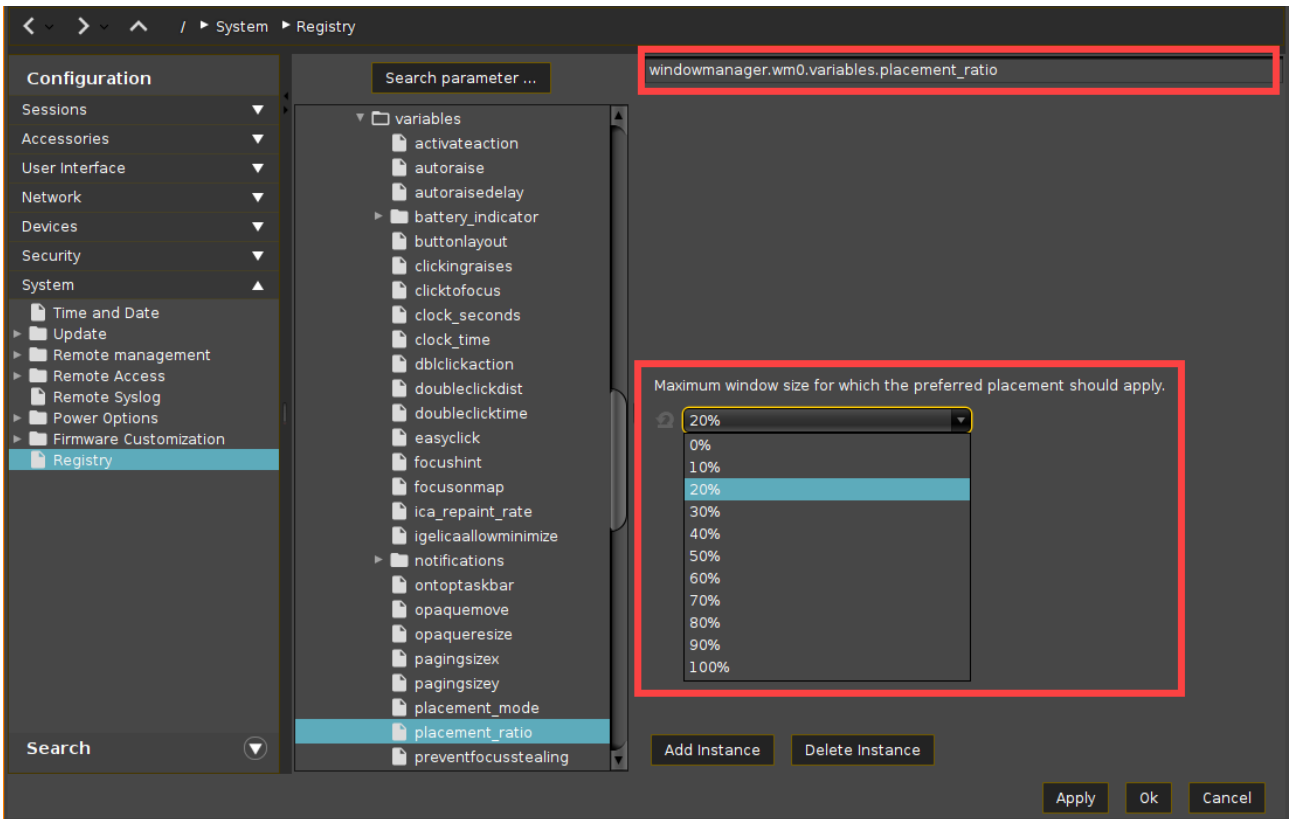 / System Registry
Configuration
Sessions
Accessories
User Interface
Network
Devices
Security
System
Time and Date
Update
Remote management
Remote Access
Remote Syslog
Power Options
Firmware Customization
Registry
Search
Search parameter ...
variables
activateaction
autoraise
autoraisedelay
battery_indicator
buttonlayout
clickingraises
clicktofocus
clock_seconds
clock_time
dblclickaction
doubleclickdist
doubleclicktime
easyclick
focushint
focusonmap
ica_repaint_rate
igelicaallowminimize
notifications
ontoptaskbar
opaquemove
opaqueresize
pagingsizex
pagingsizey
placement_mode
placement_ratio
preventfocusstealing
windowmanager.wm0.variables.placement_ratio
Maximum window size for which the preferred placement should apply.
20%
0%
10%
20%
30%
40%
50%
60%
70%
80%
90%
100%
Add Instance Delete Instance
Apply Ok Cancel